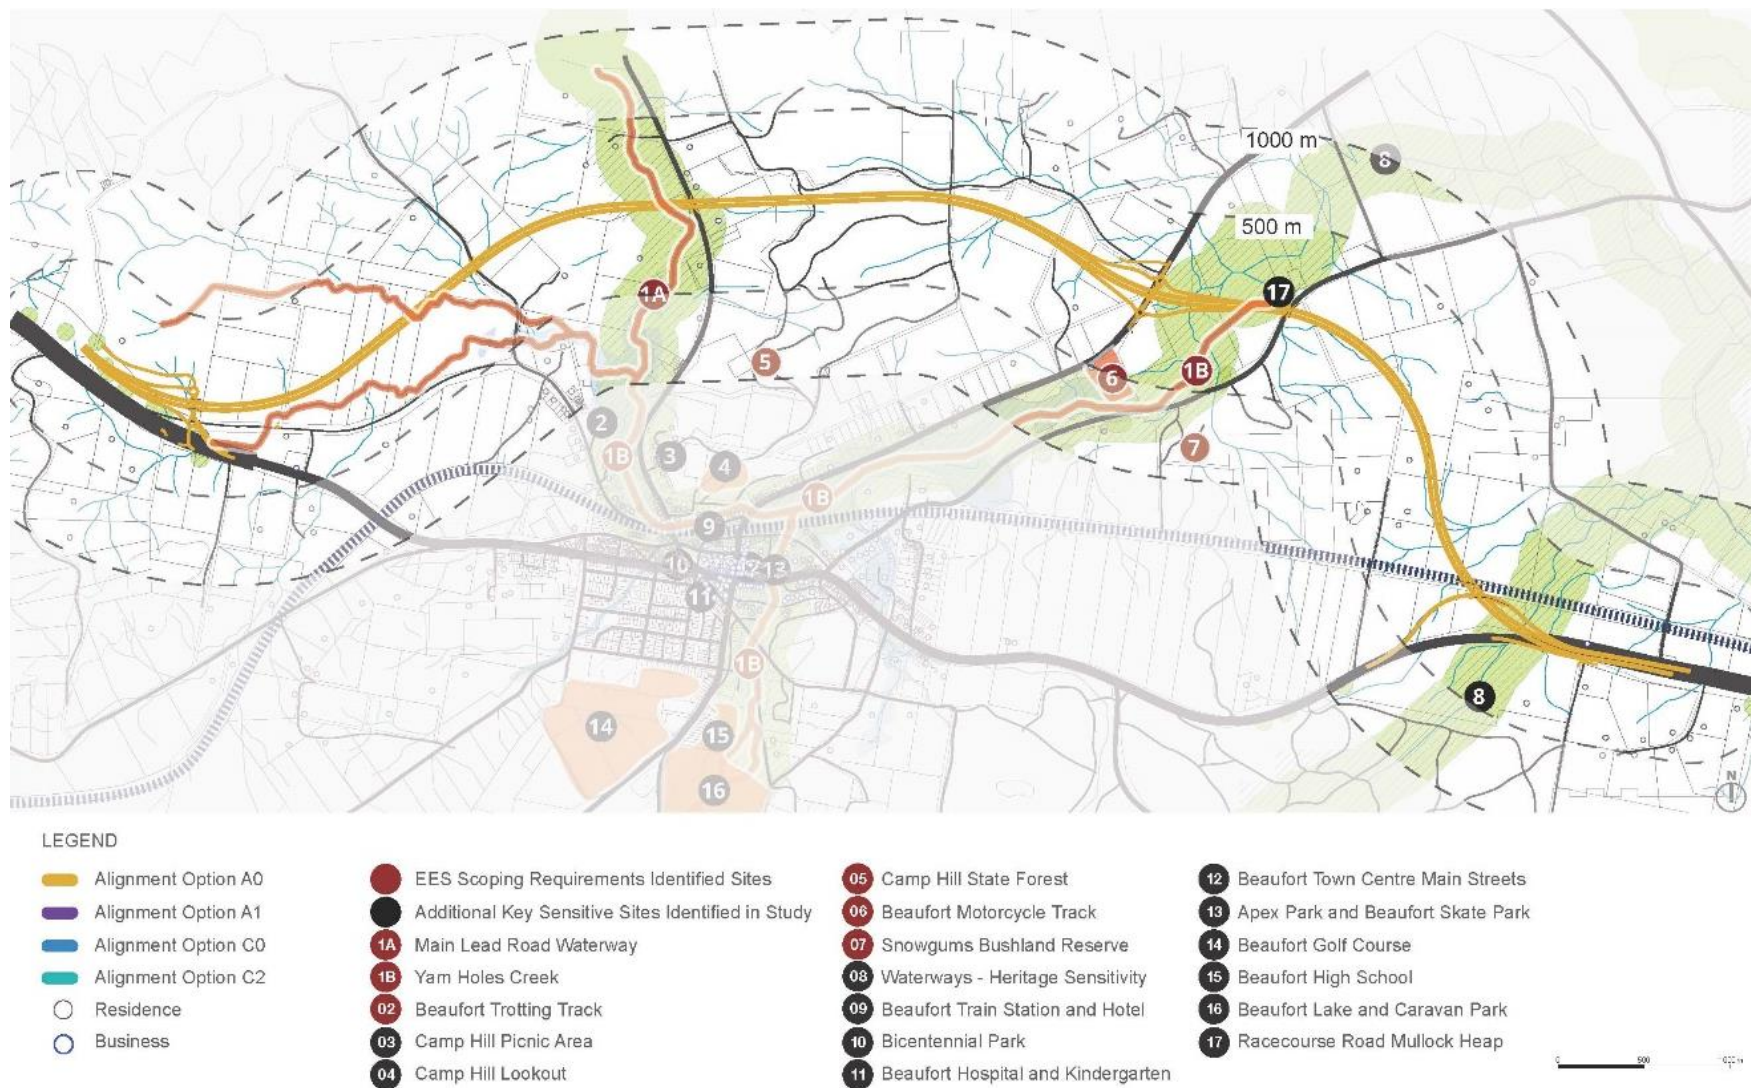 1000 m
8
500 m
17
1A
5
6
1B
2
3
4
7
1B
1B
9
10
12
13
11
1B
8
14
15
16
N
LEGEND
Alignment Option A0
Alignment Option A1
Alignment Option C0
Alignment Option C2
Residence
Business
EES Scoping Requirements Identified Sites
Additional Key Sensitive Sites Identified in Study
1A Main Lead Road Waterway
1B Yam Holes Creek
02 Beaufort Trotting Track
03 Camp Hill Picnic Area
04 Camp Hill Lookout
05 Camp Hill State Forest
06 Beaufort Motorcycle Track
07 Snowgums Bushland Reserve
08 Waterways - Heritage Sensitivity
09 Beaufort Train Station and Hotel
10 Bicentennial Park
11 Beaufort Hospital and Kindergarten
12 Beaufort Town Centre Main Streets
13 Apex Park and Beaufort Skate Park
14 Beaufort Golf Course
15 Beaufort High School
16 Beaufort Lake and Caravan Park
17 Racecourse Road Mullock Heap
0 500